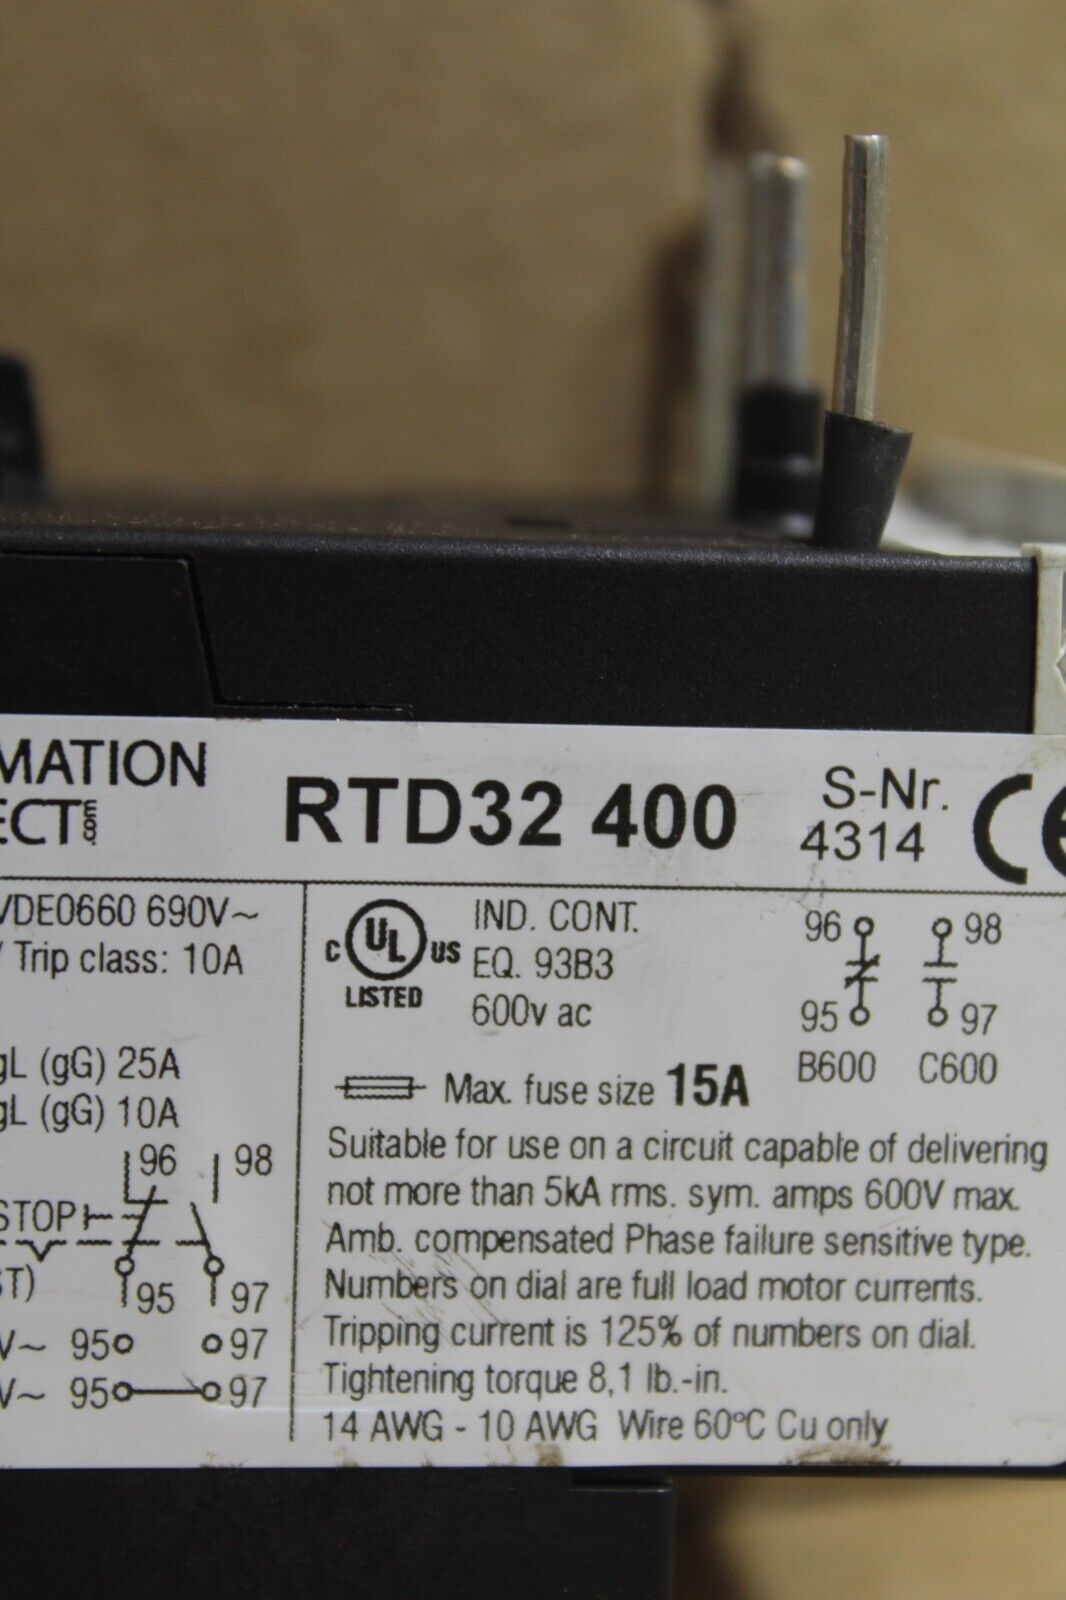 MATION
ECT .com
RTD32 400
S-Nr.
4314
CE
VDE0660 690V~
/ Trip class: 10A
gL (gG) 25A
gL (gG) 10A
96 98
STOP
ST)
95 97
V~ 95 97
V~ 95 97
C UL US
LISTED
IND. CONT.
EQ. 93B3
600v ac
96 98
95 97
B600 C600
Max. fuse size 15A
Suitable for use on a circuit capable of delivering
not more than 5kA rms. sym. amps 600V max.
Amb. compensated Phase failure sensitive type.
Numbers on dial are full load motor currents.
Tripping current is 125% of numbers on dial.
Tightening torque 8,1 lb.-in.
14 AWG - 10 AWG Wire 60°C Cu only